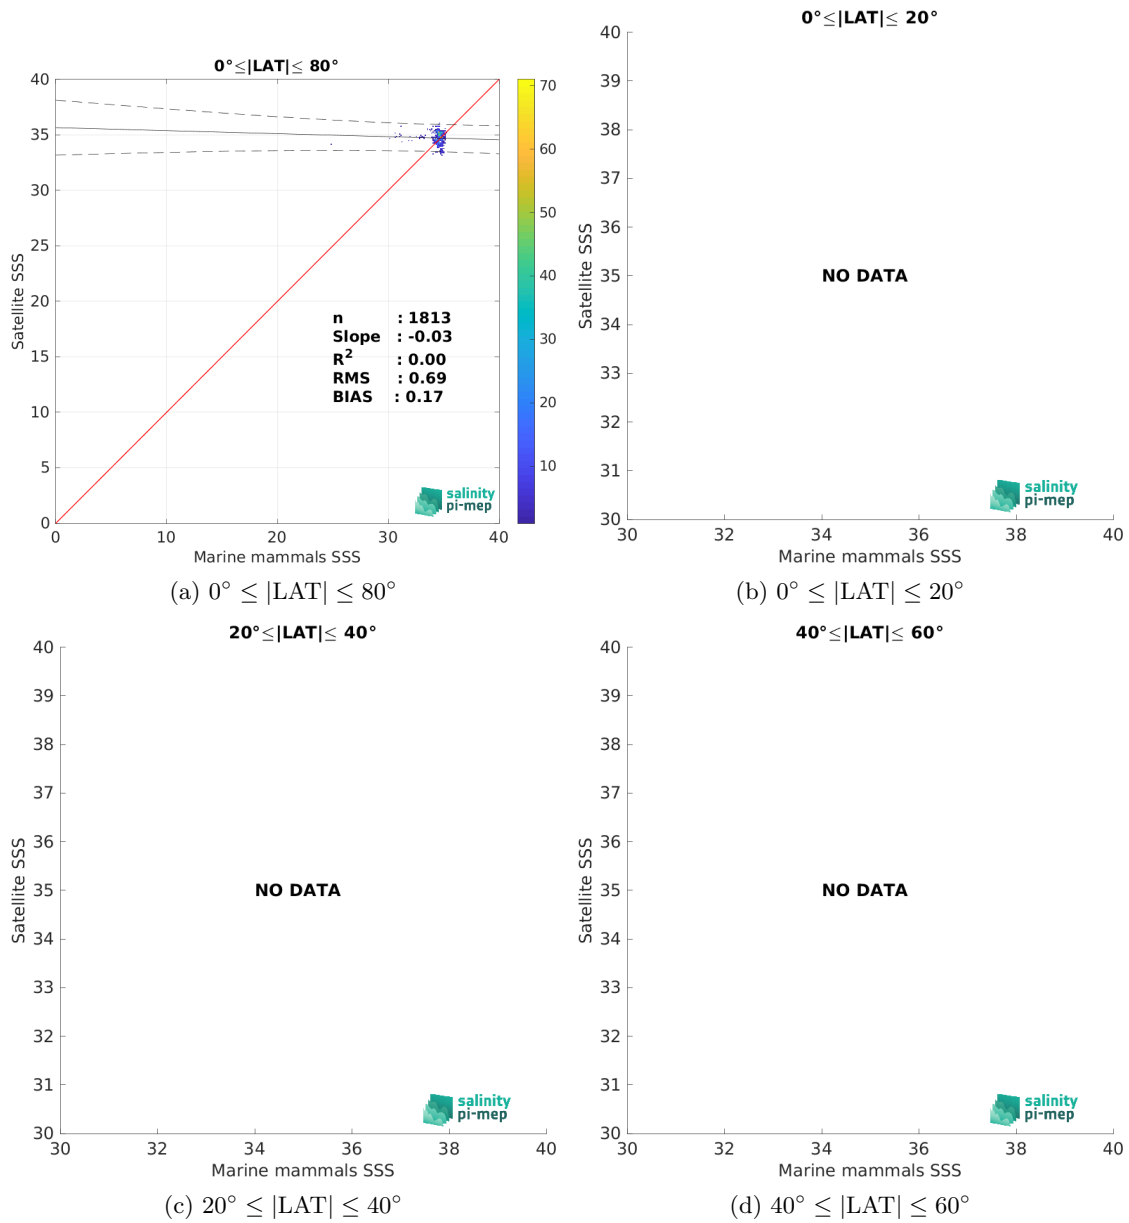 0°≤|LAT|≤ 80°
40
35
30
25
20
15
10
5
0
Satellite SSS
0
10
20
30
40
Marine mammals SSS
70
60
50
40
30
20
10
n : 1813
Slope : -0.03
R² : 0.00
RMS : 0.69
BIAS : 0.17
salinity
pi-mep
(a) 0° ≤ |LAT| ≤ 80°
0°≤|LAT|≤ 20°
40
39
38
37
36
35
34
33
32
31
30
Satellite SSS
NO DATA
salinity
pi-mep
30
32
34
36
38
40
Marine mammals SSS
(b) 0° ≤ |LAT| ≤ 20°
20°≤|LAT|≤ 40°
40
39
38
37
36
35
34
33
32
31
30
Satellite SSS
NO DATA
salinity
pi-mep
30
32
34
36
38
40
Marine mammals SSS
(c) 20° ≤ |LAT| ≤ 40°
40°≤|LAT|≤ 60°
40
39
38
37
36
35
34
33
32
31
30
Satellite SSS
NO DATA
salinity
pi-mep
30
32
34
36
38
40
Marine mammals SSS
(d) 40° ≤ |LAT| ≤ 60°